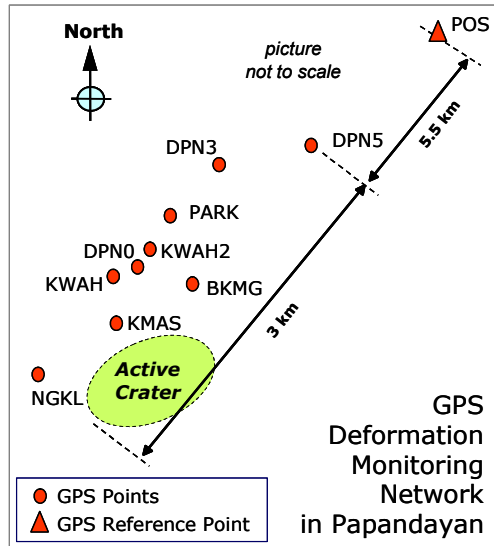 POS
North
picture
not to scale
5.5 km
DPN5
DPN3
PARK
DPN0
KWAH2
KWAH
BKMG
3 km
KMAS
Active
Crater
NGKL
GPS
Deformation
Monitoring
Network
in Papandayan
GPS Points
GPS Reference Point